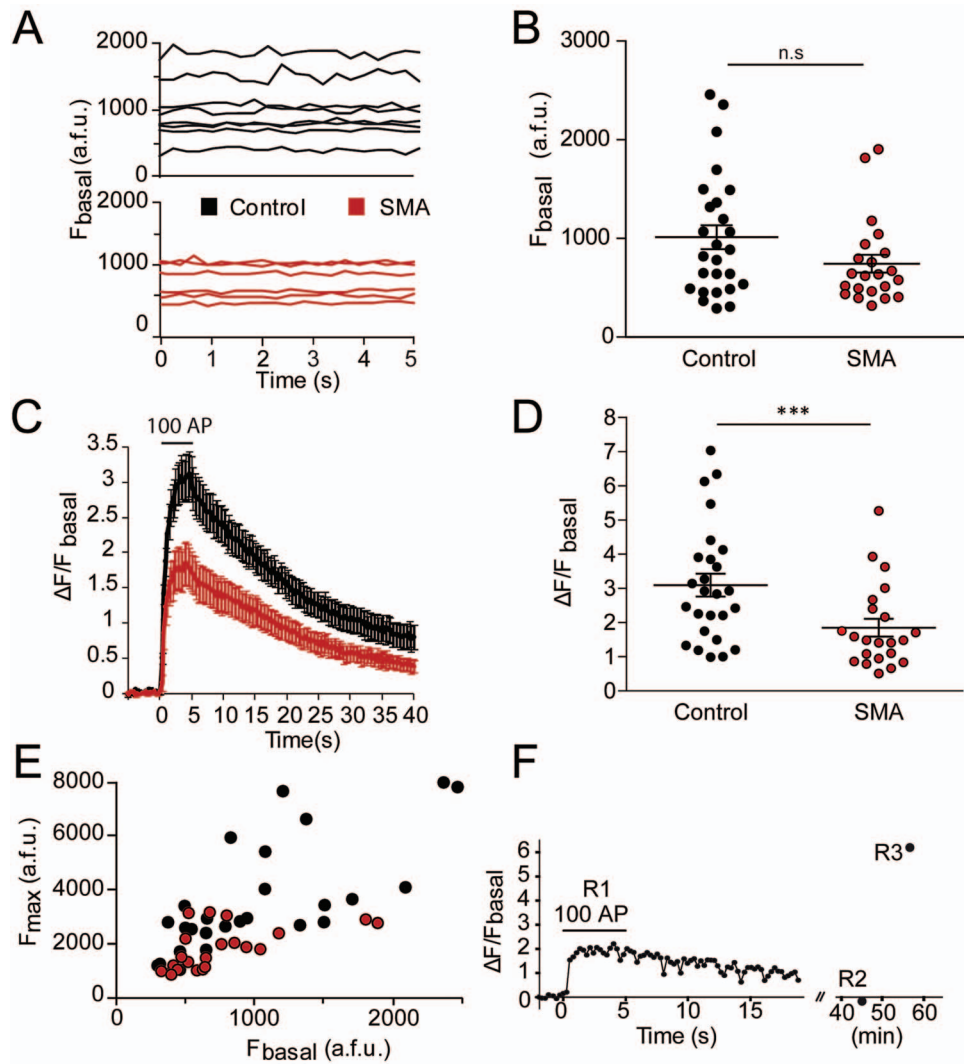 A
2000
1000
0
Fbasal (a.f.u.)
Control
SMA
2000
1000
0
0 1 2 3 4 5
Time (s)
B
n.s
3000
2000
1000
0
Fbasal (a.f.u.)
Control SMA
C
100 AP
3.5
3
2.5
2
1.5
1
0.5
0
ΔF/F basal
0 5 10 15 20 25 30 35 40
Time(s)
D
***
8
7
6
5
4
3
2
1
0
ΔF/F basal
Control SMA
E
8000
6000
4000
2000
0
Fmax (a.f.u.)
0 1000 2000
Fbasal (a.f.u.)
F
6
5
4
3
2
1
0
ΔF/Fbasal
R1
100 AP
R3
R2
0 5 10 15 // 40 50 60
Time (s) (min)